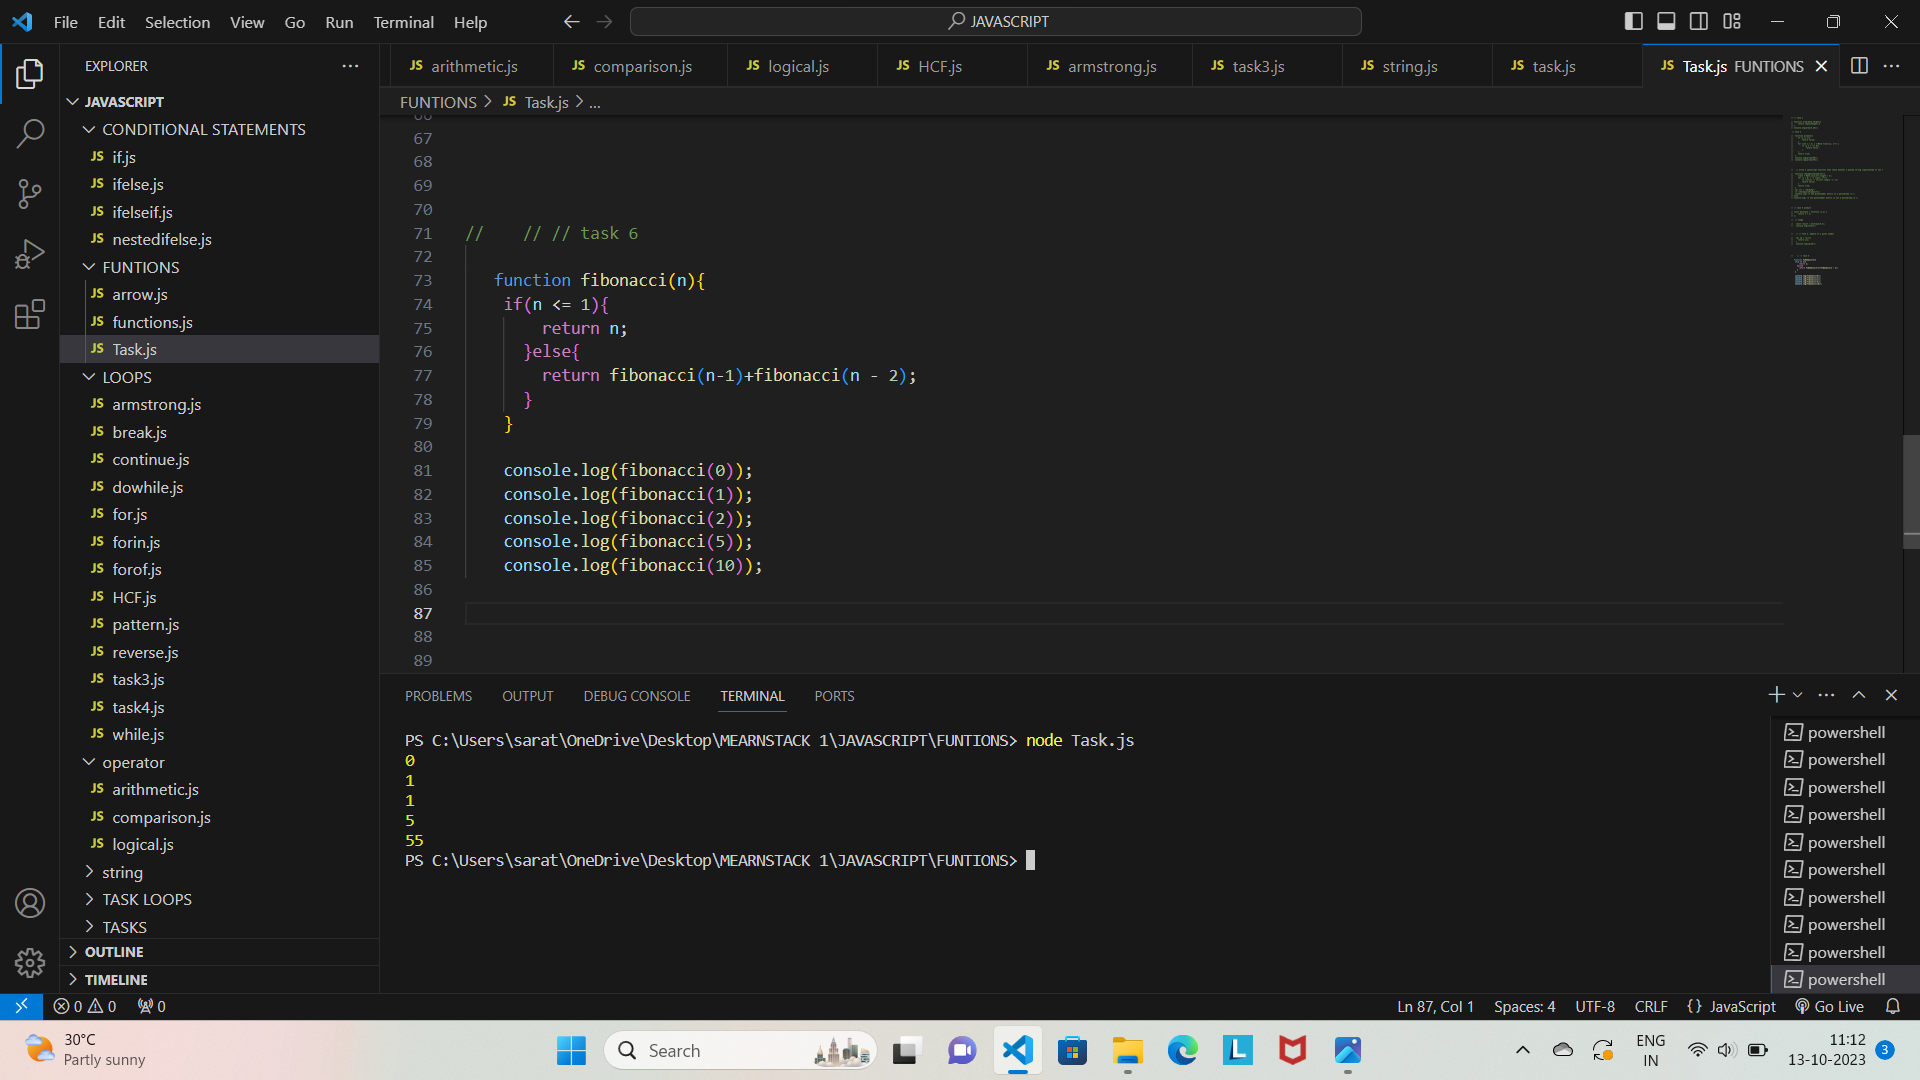 File Edit Selection View Go Run Terminal Help
JAVASCRIPT
EXPLORER
JAVASCRIPT
CONDITIONAL STATEMENTS
JS if.js
JS ifelse.js
JS ifelseif.js
JS nestedifelse.js
FUNTIONS
JS arrow.js
JS functions.js
JS Task.js
LOOPS
JS armstrong.js
JS break.js
JS continue.js
JS dowhile.js
JS for.js
JS forin.js
JS forof.js
JS HCF.js
JS pattern.js
JS reverse.js
JS task3.js
JS task4.js
JS while.js
operator
JS arithmetic.js
JS comparison.js
JS logical.js
string
TASK LOOPS
TASKS
OUTLINE
TIMELINE
JS arithmetic.js JS comparison.js JS logical.js JS HCF.js JS armstrong.js JS task3.js JS string.js JS task.js JS Task.js FUNTIONS
FUNTIONS > JS Task.js > ...
66
67
68
69
70
71 // // // task 6
72
73 function fibonacci(n){
74 if(n <= 1){
75 return n;
76 }else{
77 return fibonacci(n-1)+fibonacci(n - 2);
78 }
79 }
80
81 console.log(fibonacci(0));
82 console.log(fibonacci(1));
83 console.log(fibonacci(2));
84 console.log(fibonacci(5));
85 console.log(fibonacci(10));
86
87
88
89
PROBLEMS OUTPUT DEBUG CONSOLE TERMINAL PORTS
PS C:\Users\sarat\OneDrive\Desktop\MEARNSTACK 1\JAVASCRIPT\FUNTIONS> node Task.js
0
1
1
5
55
PS C:\Users\sarat\OneDrive\Desktop\MEARNSTACK 1\JAVASCRIPT\FUNTIONS>
powershell
powershell
powershell
powershell
powershell
powershell
powershell
powershell
powershell
powershell
0 0 0
Ln 87, Col 1 Spaces: 4 UTF-8 CRLF {} JavaScript Go Live
30°C
Partly sunny
Search
L
ENG
IN
11:12
13-10-2023
3